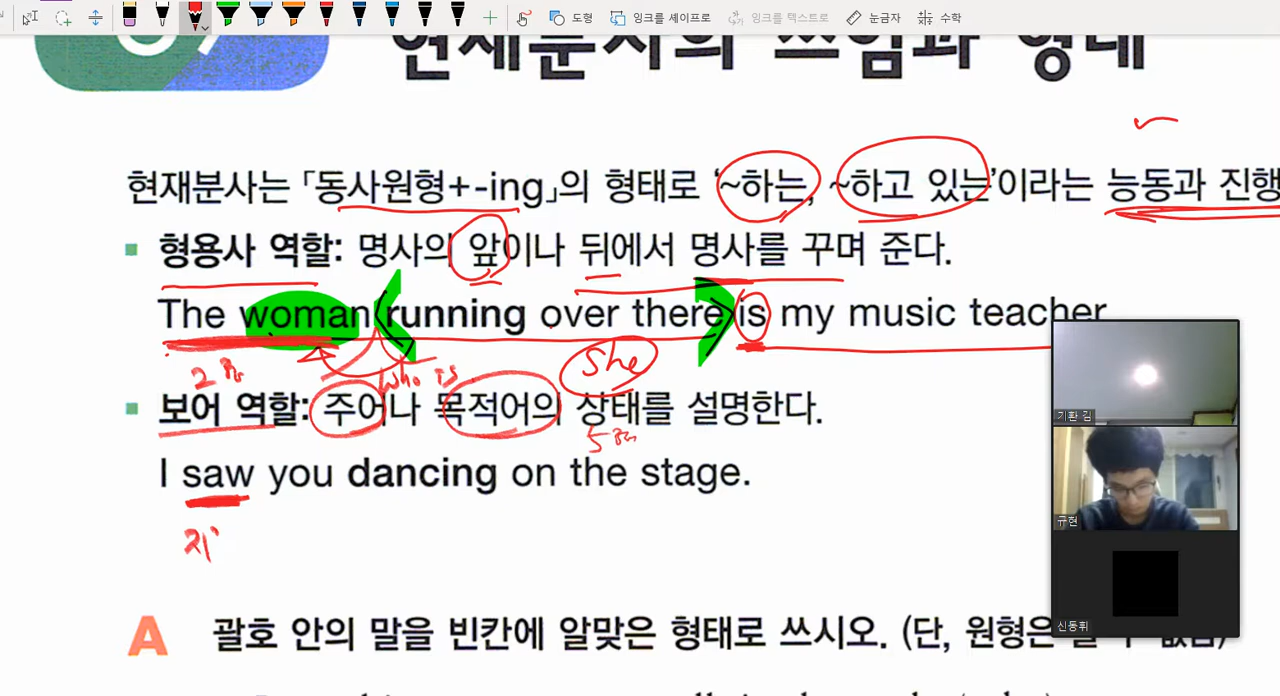 도형 잉크를 셰이프로 잉크를 텍스트로 눈금자 수학
현재분사의 쓰임과 형태
현재분사는 「동사원형+-ing」의 형태로 '~하는, ~하고 있는'이라는 능동과 진행
형용사 역할: 명사의 앞이나 뒤에서 명사를 꾸며 준다.
The woman running over there is my music teacher
who is
she
보어 역할: 주어나 목적어의 상태를 설명한다.
I saw you dancing on the stage.
지
A 괄호 안의 말을 빈칸에 알맞은 형태로 쓰시오. (단, 원형은
기환 김
규현
신동휘